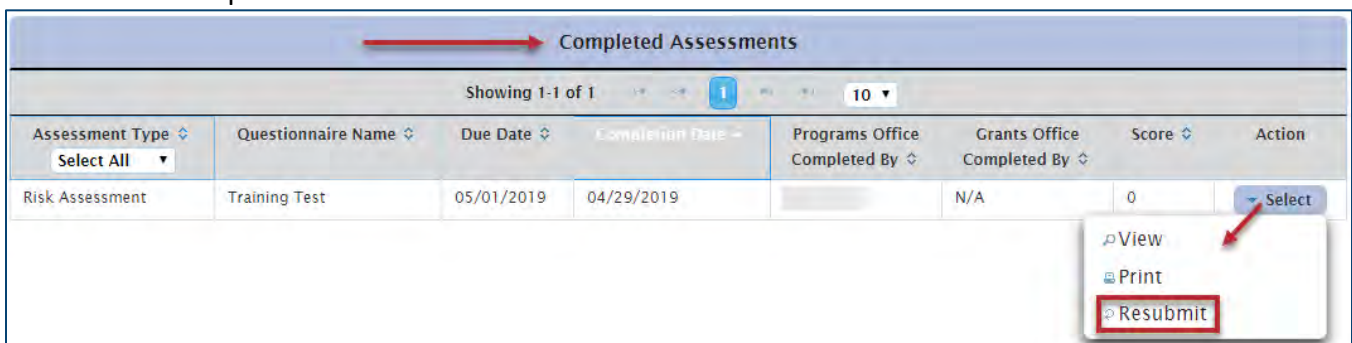 Completed Assessments
Showing 1-1 of 1 1 10
Assessment Type Questionnaire Name Due Date Completion Date Programs Office Completed By Grants Office Completed By Score Action
Select All
Risk Assessment Training Test 05/01/2019 04/29/2019 N/A 0 Select
View
Print
Resubmit